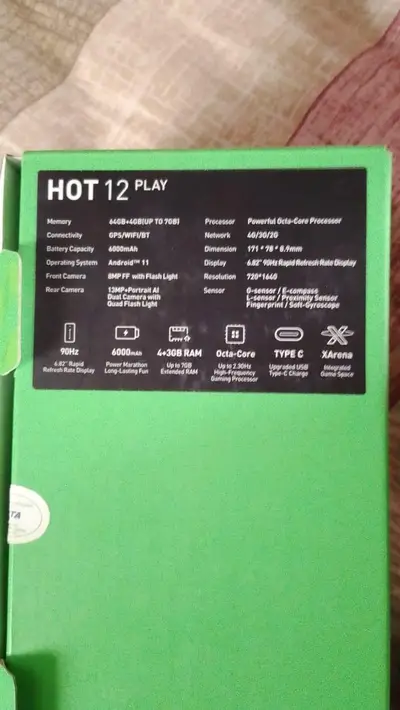 HOT 12 PLAY
Memory 64GB+4GB(UP TO 7GB)
Connectivity GPS/WIFI/BT
Battery Capacity 6000mAh
Operating System Android™ 11
Front Camera 8MP FF with Flash Light
Rear Camera 13MP+Portrait AI
Dual Camera with
Quad Flash Light
Processor Powerful Octa-Core Processor
Network 4G/3G/2G
Dimension 171 * 78 * 8.9mm
Display 6.82" 90Hz Rapid Refresh Rate Display
Resolution 720*1640
Sensor G-sensor / E-compass
L-sensor / Proximity Sensor
Fingerprint / Soft-Gyroscope
90Hz
6.82" Rapid
Refresh Rate Display
6000mAh
Power Marathon
Long-Lasting Fun
4+3GB RAM
Up to 7GB
Extended RAM
Octa-Core
Up to 2.3GHz
High-Frequency
Gaming Processor
TYPE C
Upgraded USB
Type-C Charge
XArena
Integrated
Game Space
TA